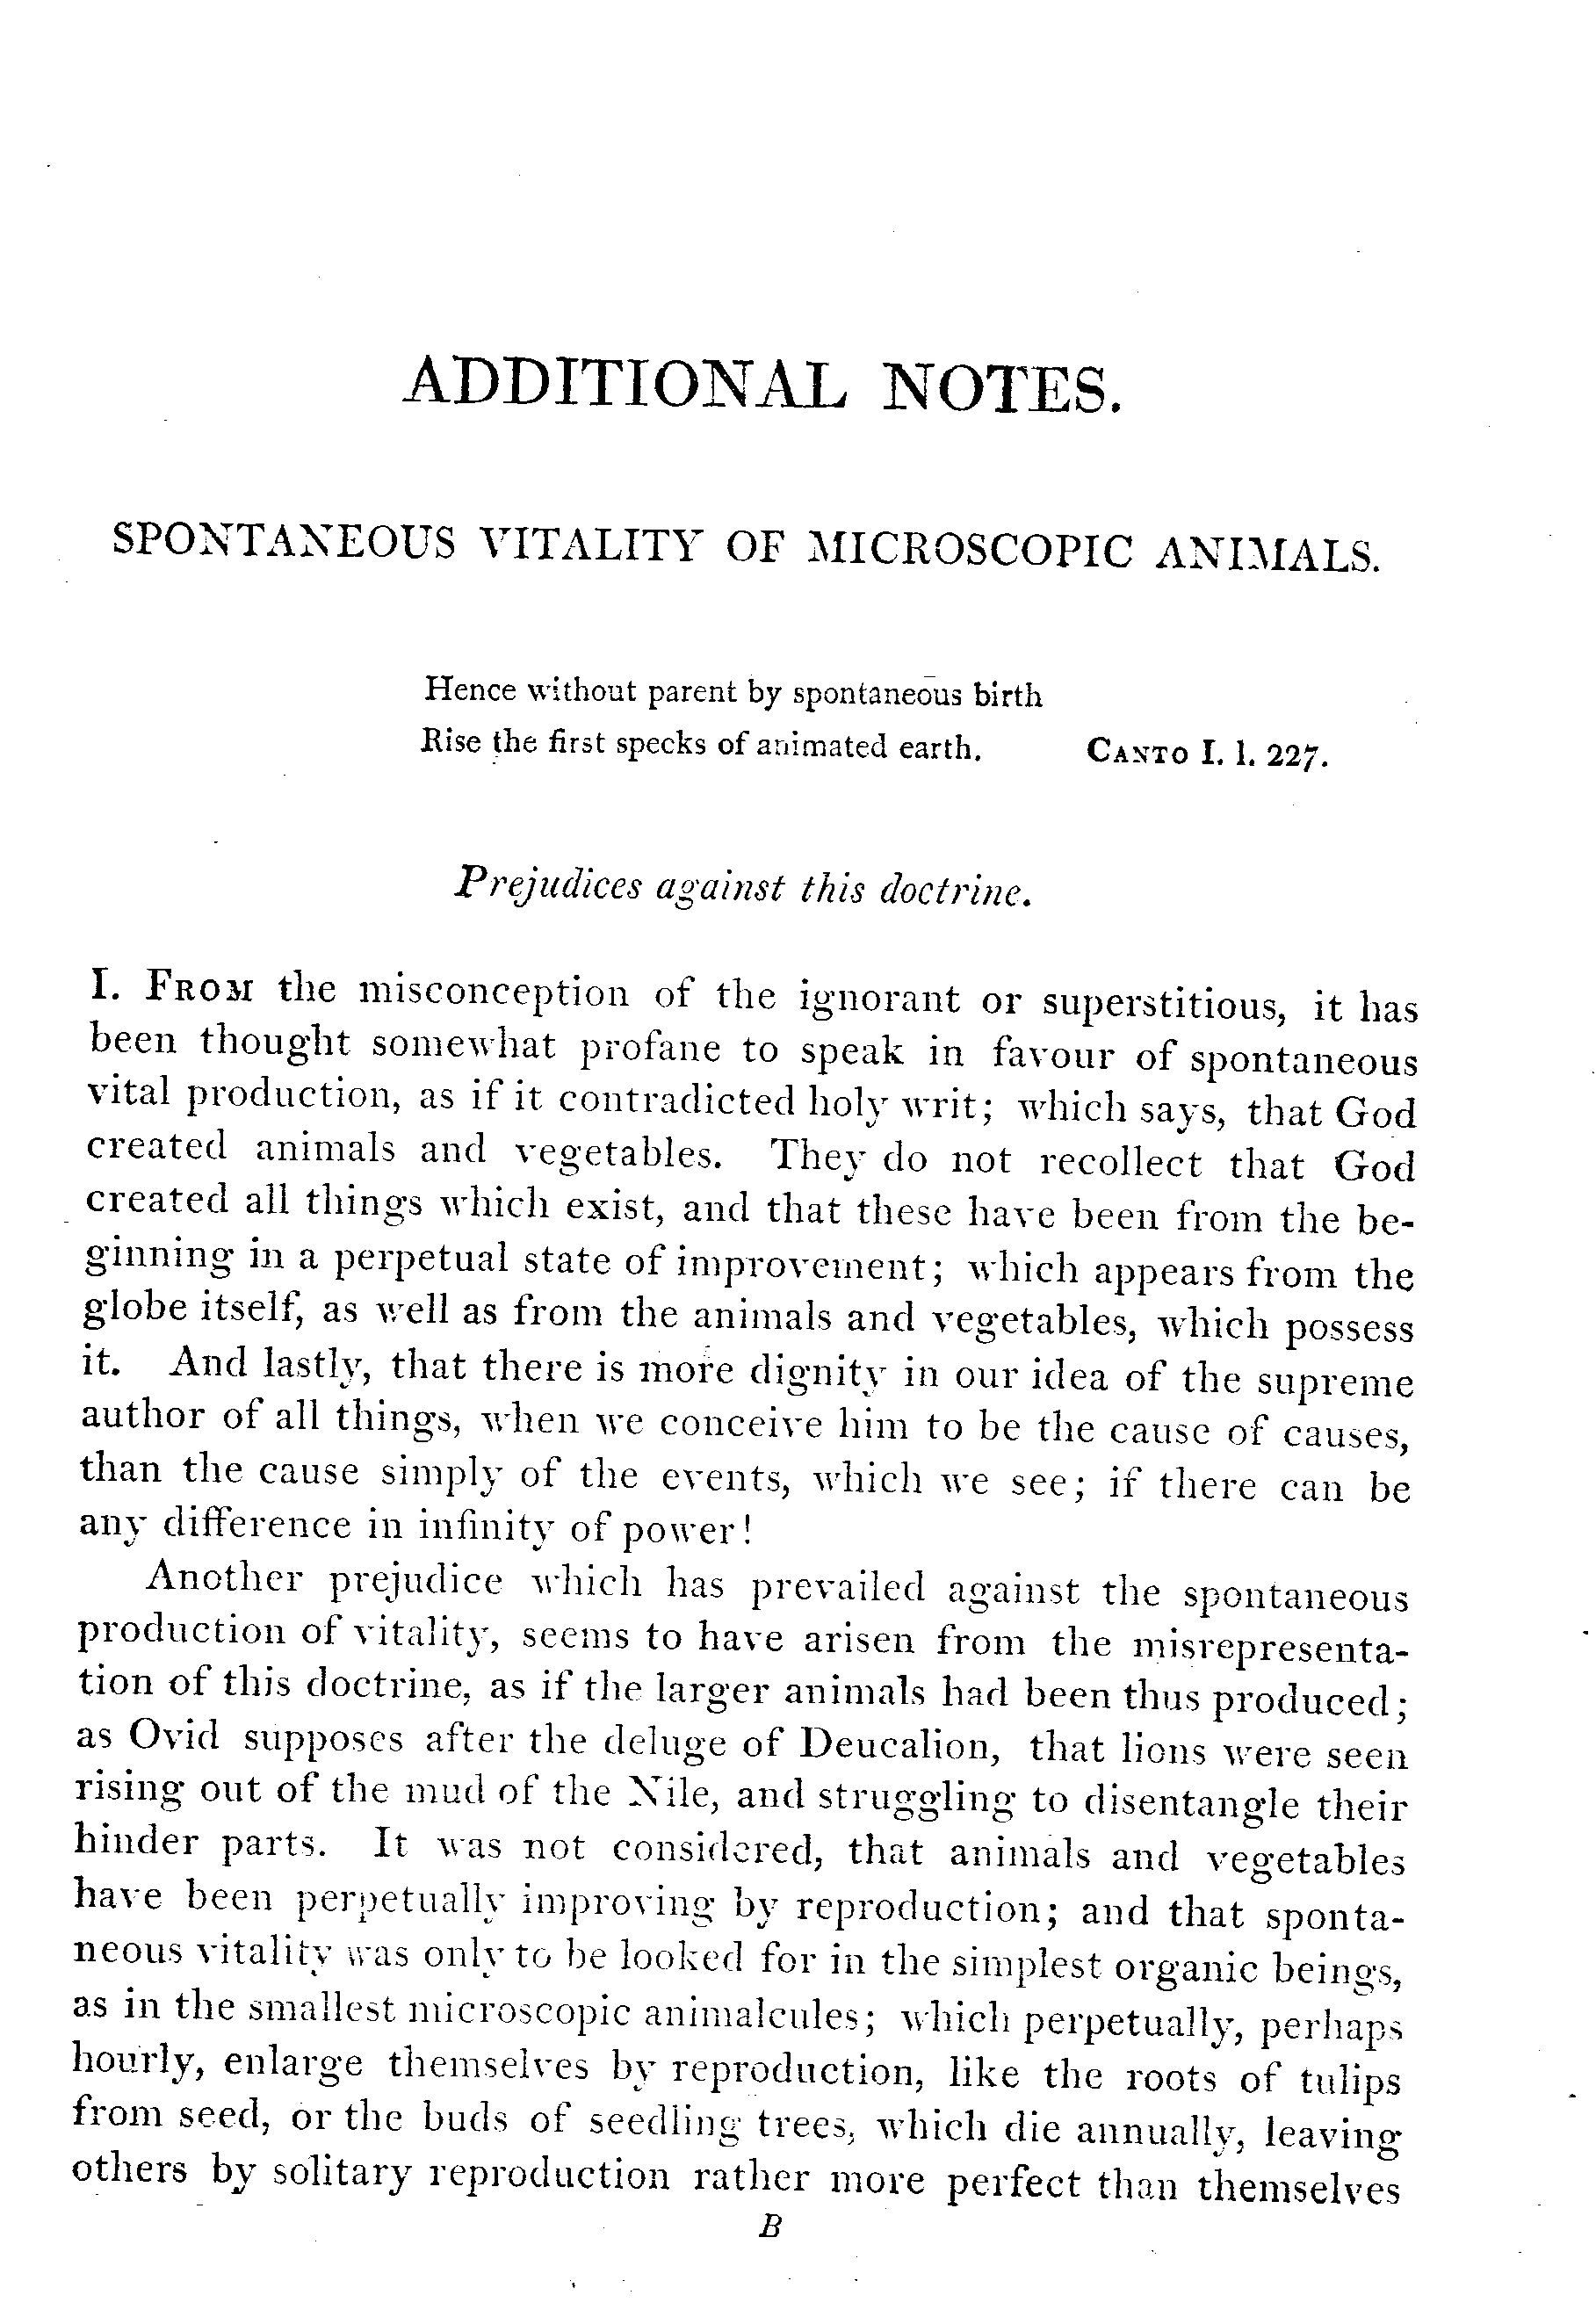 ADDITIONAL NOTES.
SPONTANEOUS VITALITY OF MICROSCOPIC ANIMALS.
Hence without parent by spontaneous birth
Rise the first specks of animated earth. CANTO I. l. 227.
Prejudices against this doctrine.
I. FROM the misconception of the ignorant or superstitious, it has
been thought somewhat profane to speak in favour of spontaneous
vital production, as if it contradicted holy writ; which says, that God
created animals and vegetables. They do not recollect that God
created all things which exist, and that these have been from the be-
ginning in a perpetual state of improvement; which appears from the
globe itself, as well as from the animals and vegetables, which possess
it. And lastly, that there is more dignity in our idea of the supreme
author of all things, when we conceive him to be the cause of causes,
than the cause simply of the events, which we see; if there can be
any difference in infinity of power!
Another prejudice which has prevailed against the spontaneous
production of vitality, seems to have arisen from the misrepresenta-
tion of this doctrine, as if the larger animals had been thus produced;
as Ovid supposes after the deluge of Deucalion, that lions were seen
rising out of the mud of the Nile, and struggling to disentangle their
hinder parts. It was not considered, that animals and vegetables
have been perpetually improving by reproduction; and that sponta-
neous vitality was only to be looked for in the simplest organic beings,
as in the smallest microscopic animalcules; which perpetually, perhaps
hourly, enlarge themselves by reproduction, like the roots of tulips
from seed, or the buds of seedling trees, which die annually, leaving
others by solitary reproduction rather more perfect than themselves
B